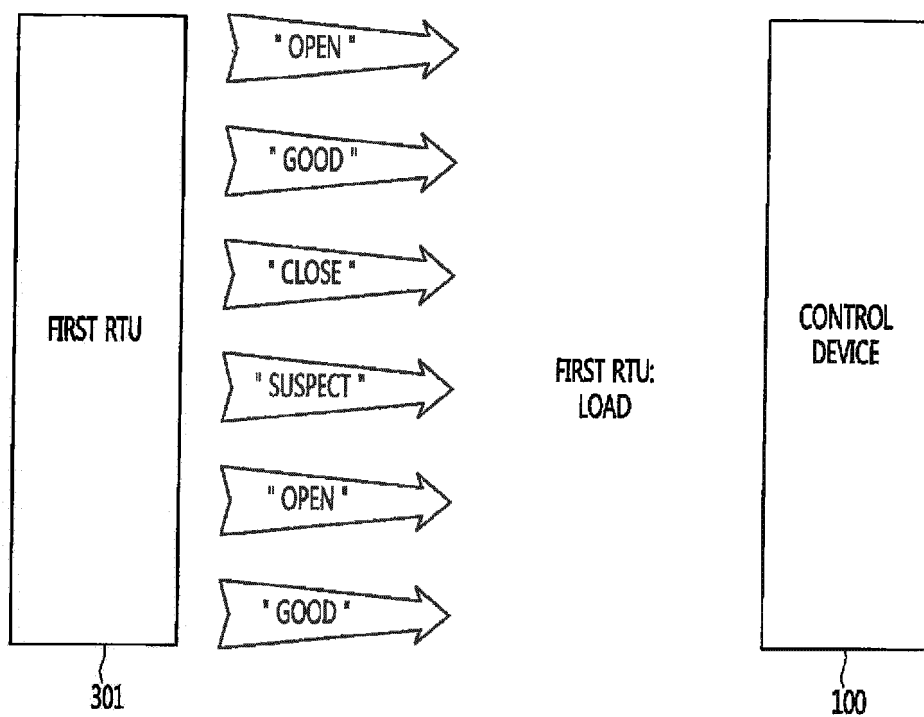 " OPEN "
" GOOD "
" CLOSE "
FIRST RTU
" SUSPECT "
" OPEN "
" GOOD "
FIRST RTU:
LOAD
CONTROL
DEVICE
301
100